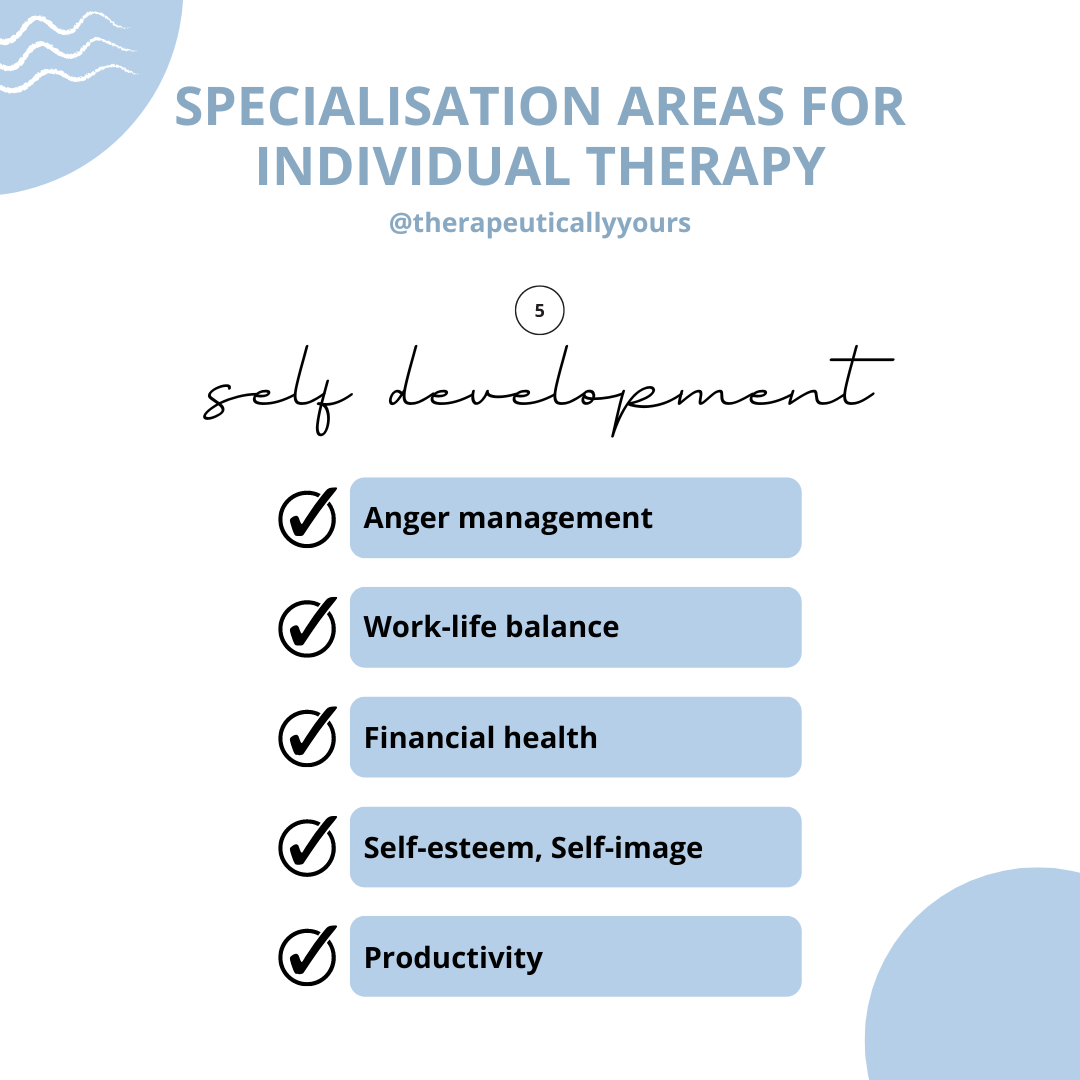 SPECIALISATION AREAS FOR
INDIVIDUAL THERAPY
@therapeuticallyyours
5
self development
Anger management
Work-life balance
Financial health
Self-esteem, Self-image
Productivity